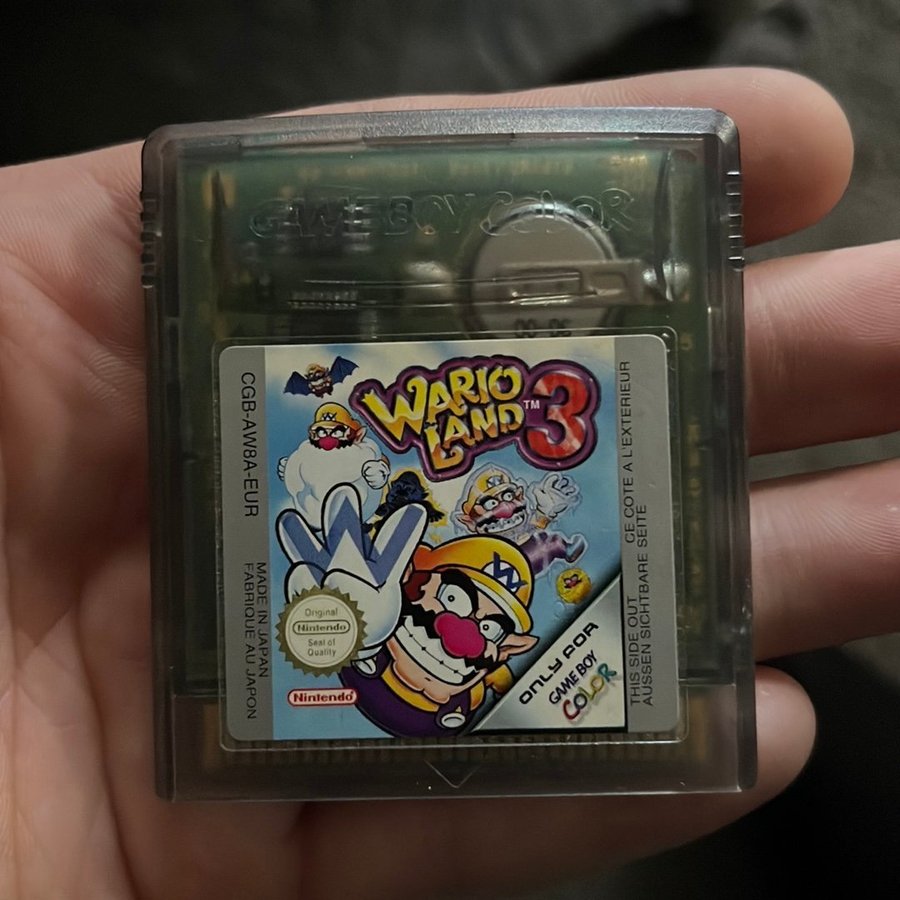 GAME BOY COLOR
WARIO
LAND™ 3
CGB-AW8A-EUR
MADE IN JAPAN
FABRIQUE AU JAPON
W
W
Original
Nintendo
Seal of
Quality
Nintendo®
ONLY FOR
GAME BOY
COLOR
THIS SIDE OUT
CE COTE A L'EXTERIEUR
AUSSEN SICHTBARE SEITE